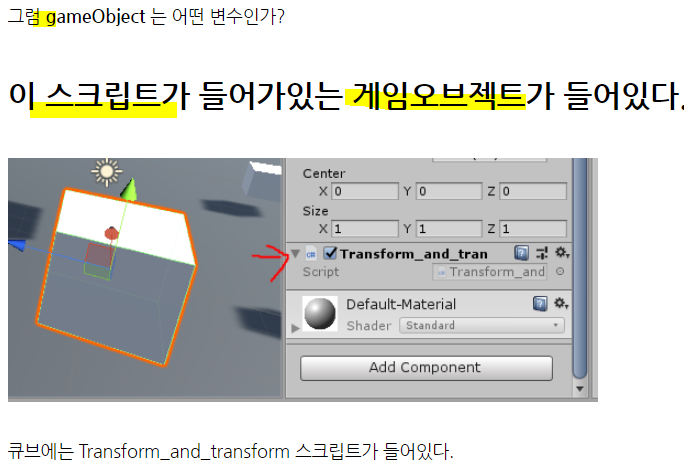 그럼 gameObject 는 어떤 변수인가?
이 스크립트가 들어가있는 게임오브젝트가 들어있다.
Center
X 0 Y 0 Z 0
Size
X 1 Y 1 Z 1
Transform_and_tran
Script Transform_and
Default-Material
Shader Standard
Add Component
큐브에는 Transform_and_transform 스크립트가 들어있다.